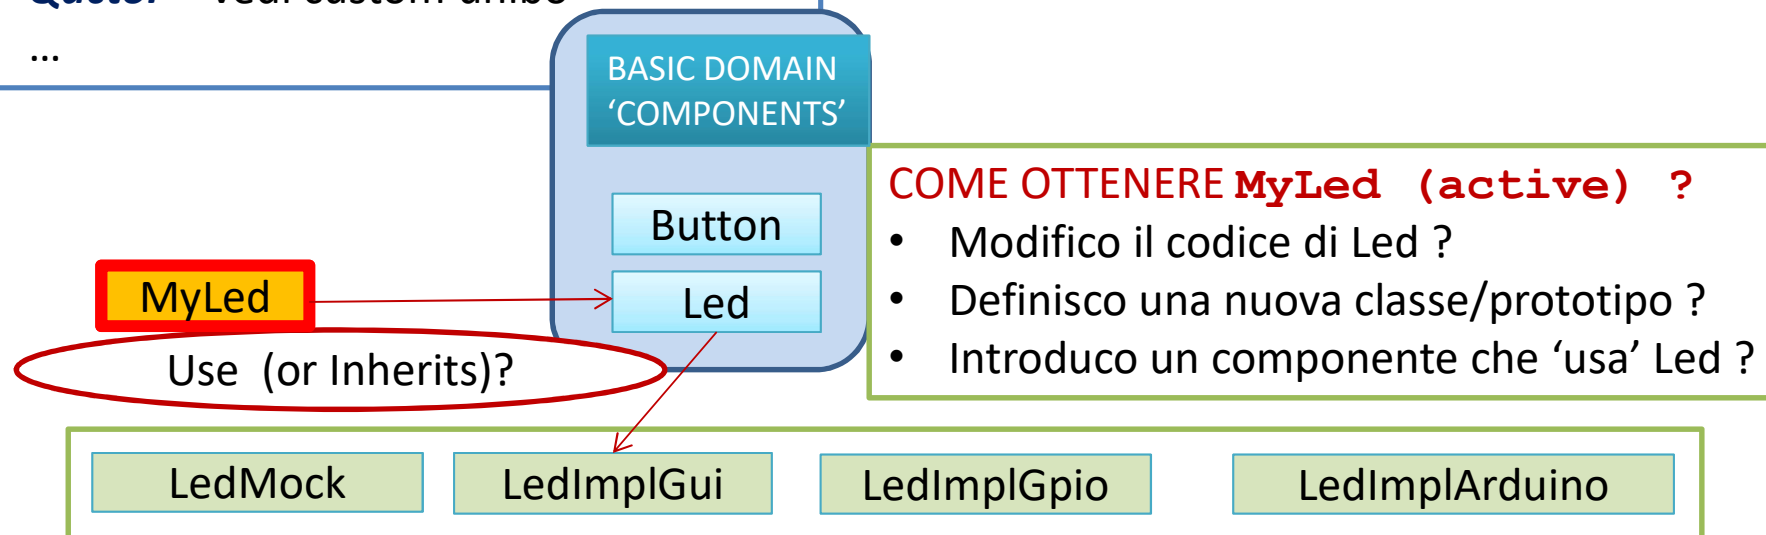 …
BASIC DOMAIN
‘COMPONENTS’
Button
Led
MyLed
Use (or Inherits)?
COME OTTENERE MyLed (active) ?
• Modifico il codice di Led ?
• Definisco una nuova classe/prototipo ?
• Introduco un componente che ‘usa’ Led ?
LedMock
LedImplGui
LedImplGpio
LedImplArduino